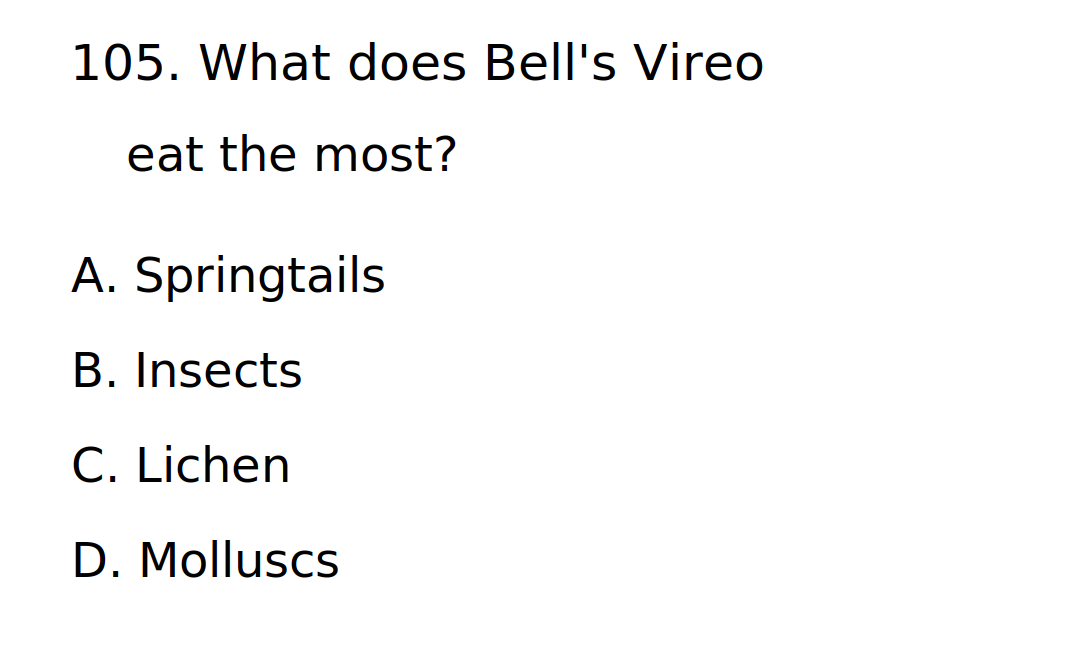 105. What does Bell's Vireo
eat the most?
A. Springtails
B. Insects
C. Lichen
D. Molluscs